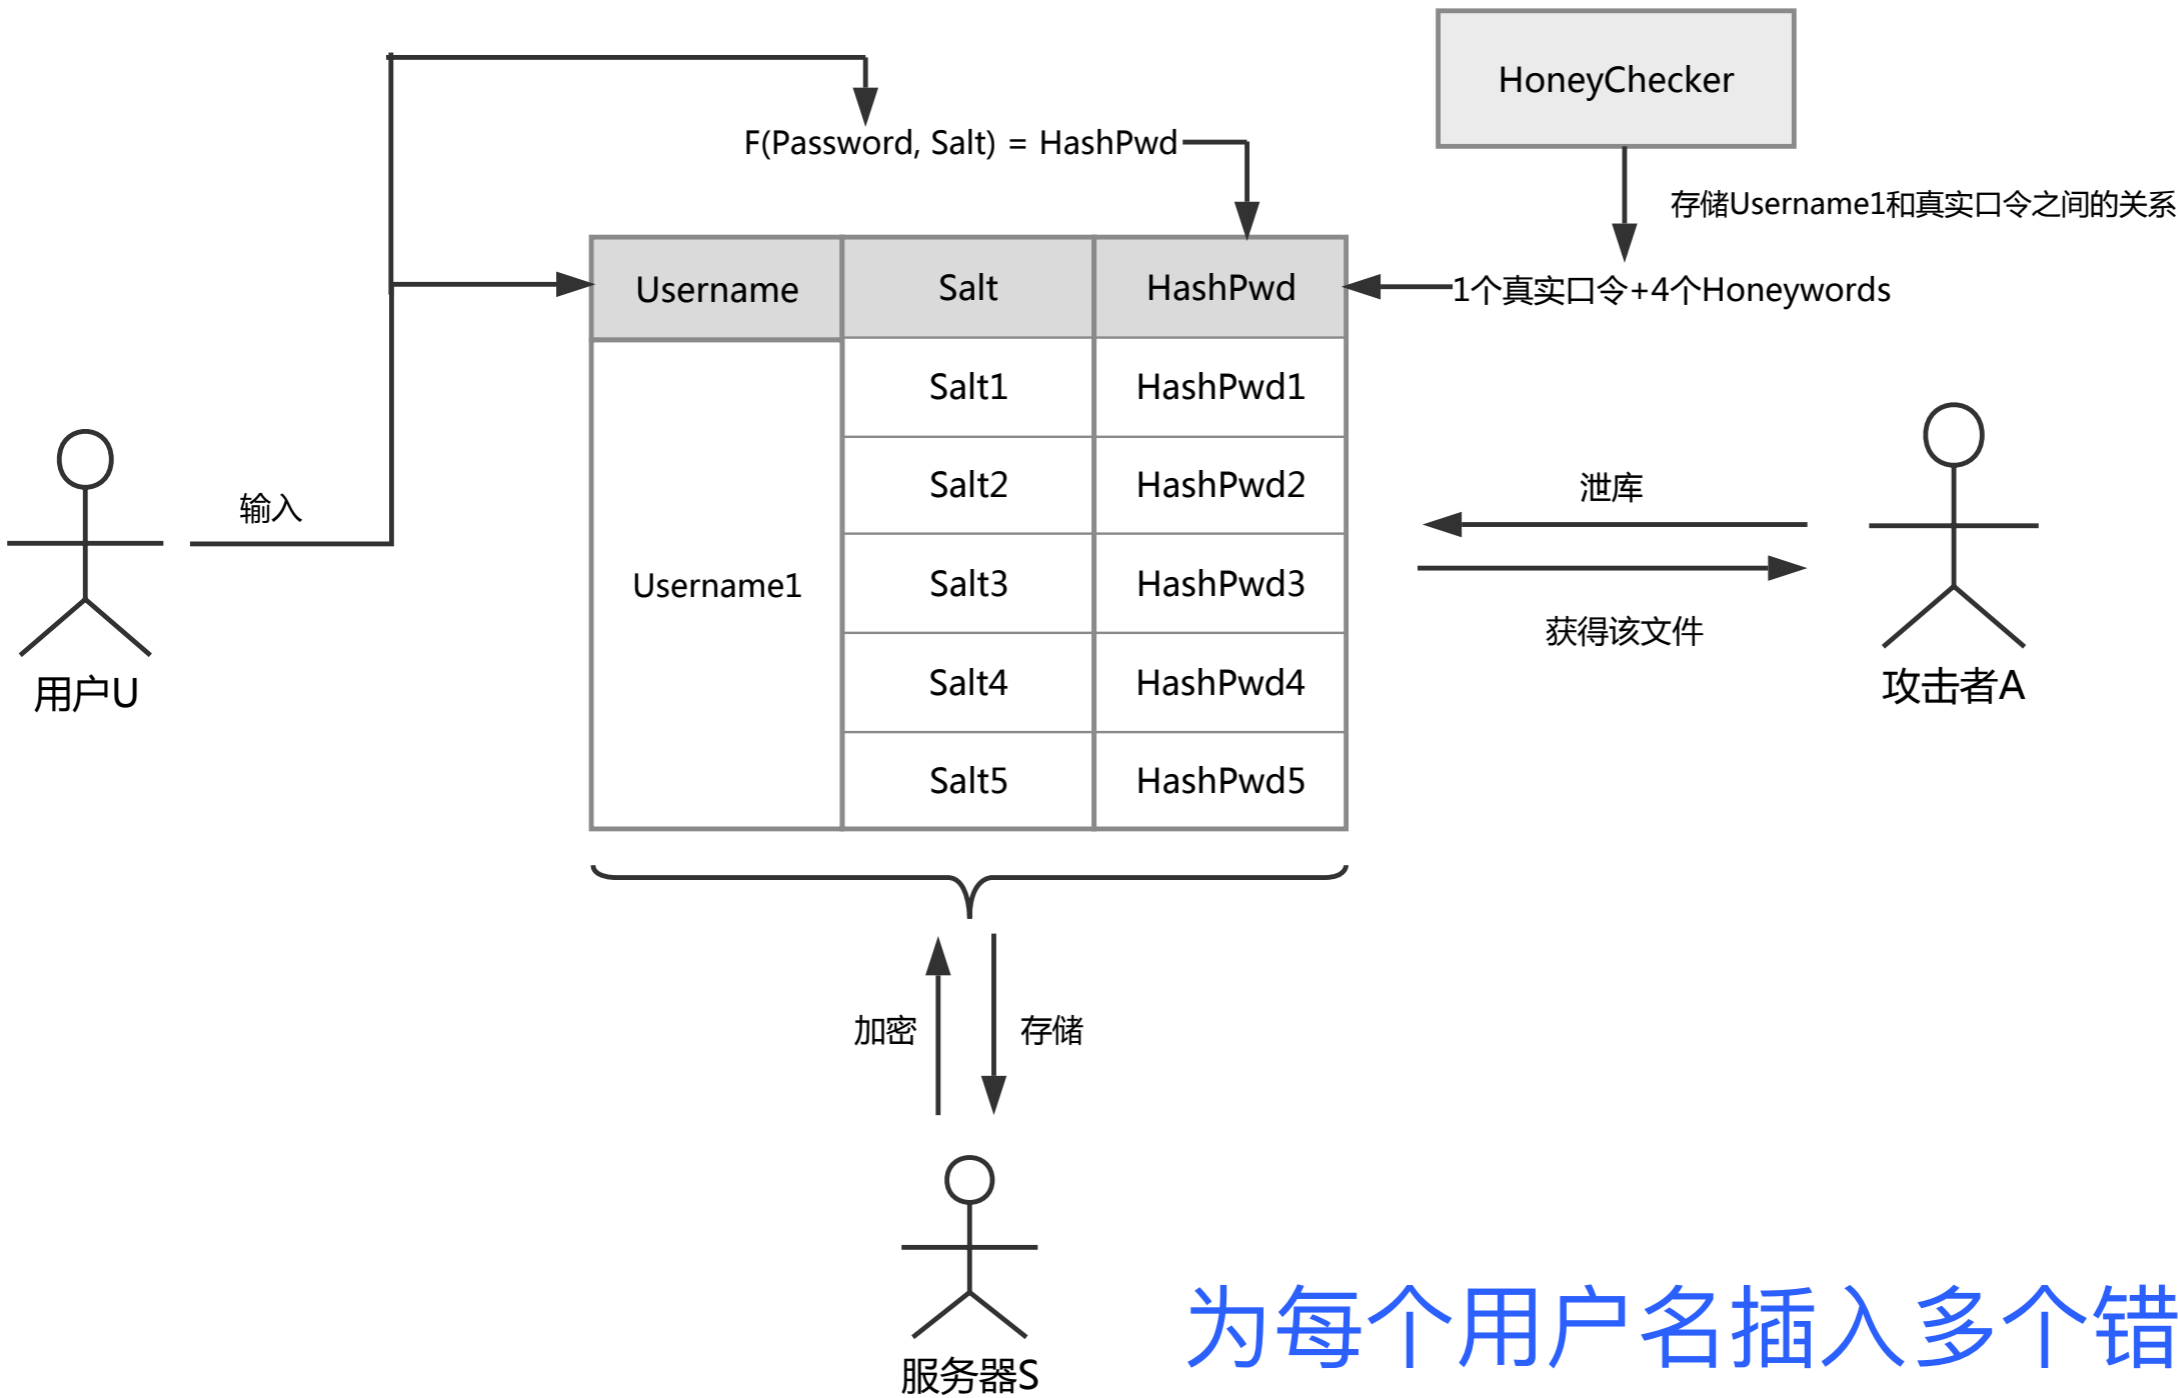 HoneyChecker
F(Password, Salt) = HashPwd
存储Username1和真实口令之间的关系
Username
Salt
HashPwd
1个真实口令+4个Honeywords
Salt1
HashPwd1
Salt2
HashPwd2
泄库
输入
Username1
Salt3
HashPwd3
获得该文件
用户U
Salt4
HashPwd4
攻击者A
Salt5
HashPwd5
加密
存储
为每个用户名插入多个错
服务器S